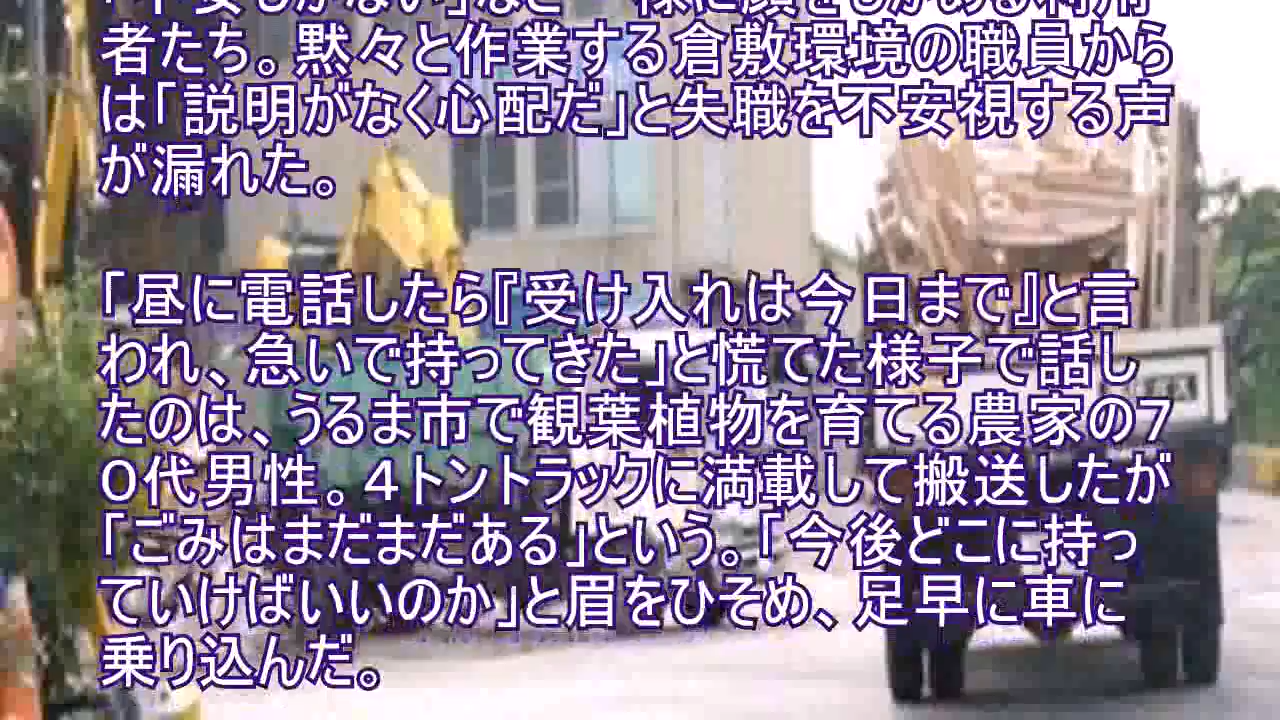 者たち。黙々と作業する倉敷環境の職員から
は「説明がなく心配だ」と失職を不安視する声
が漏れた。
「昼に電話したら『受け入れは今日まで』と言
われ、急いで持ってきた」と慌てた様子で話し
たのは、うるま市で観葉植物を育てる農家の７
０代男性。４トントラックに満載して搬送したが
「ごみはまだまだある」という。「今後どこに持っ
ていけばいいのか」と眉をひそめ、足早に車に
乗り込んだ。